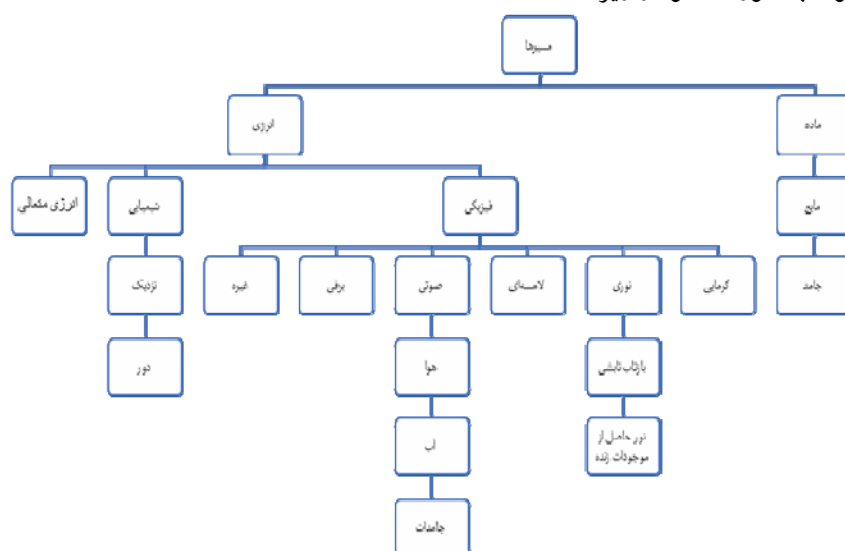 مسیرها
ماده
انرژی
مایع
فیزیکی
شیمیایی
انرژی متعالی
جامد
گرمایی
نوری
لامسه‌ای
صوتی
برقی
غیره
نزدیک
بازتاب تابشی
هوا
دور
نور حاصل از
موجودات زنده
آب
جامدات